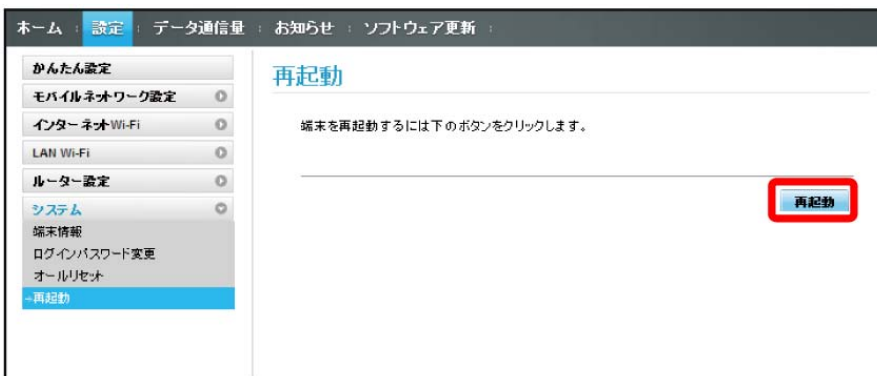 ホーム : 設定 : データ通信量 : お知らせ : ソフトウェア更新 :
かんたん設定
モバイルネットワーク設定
インターネットWi-Fi
LAN Wi-Fi
ルーター設定
システム
端末情報
ログインパスワード変更
オールリセット
→再起動
再起動
端末を再起動するには下のボタンをクリックします。
再起動